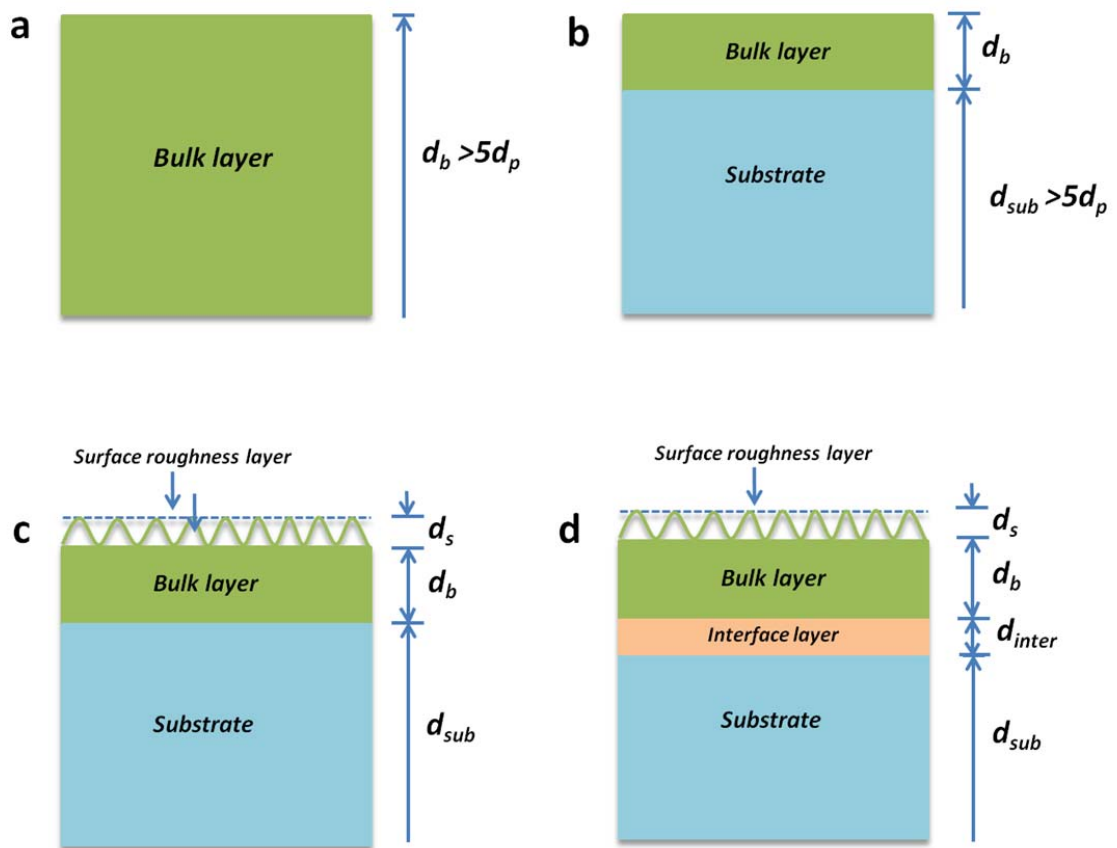 a
Bulk layer
d_b >5d_p
b
Bulk layer
d_b
Substrate
d_sub >5d_p
Surface roughness layer
c
d_s
Bulk layer
d_b
Substrate
d_sub
Surface roughness layer
d
d_s
Bulk layer
d_b
Interface layer
d_inter
Substrate
d_sub